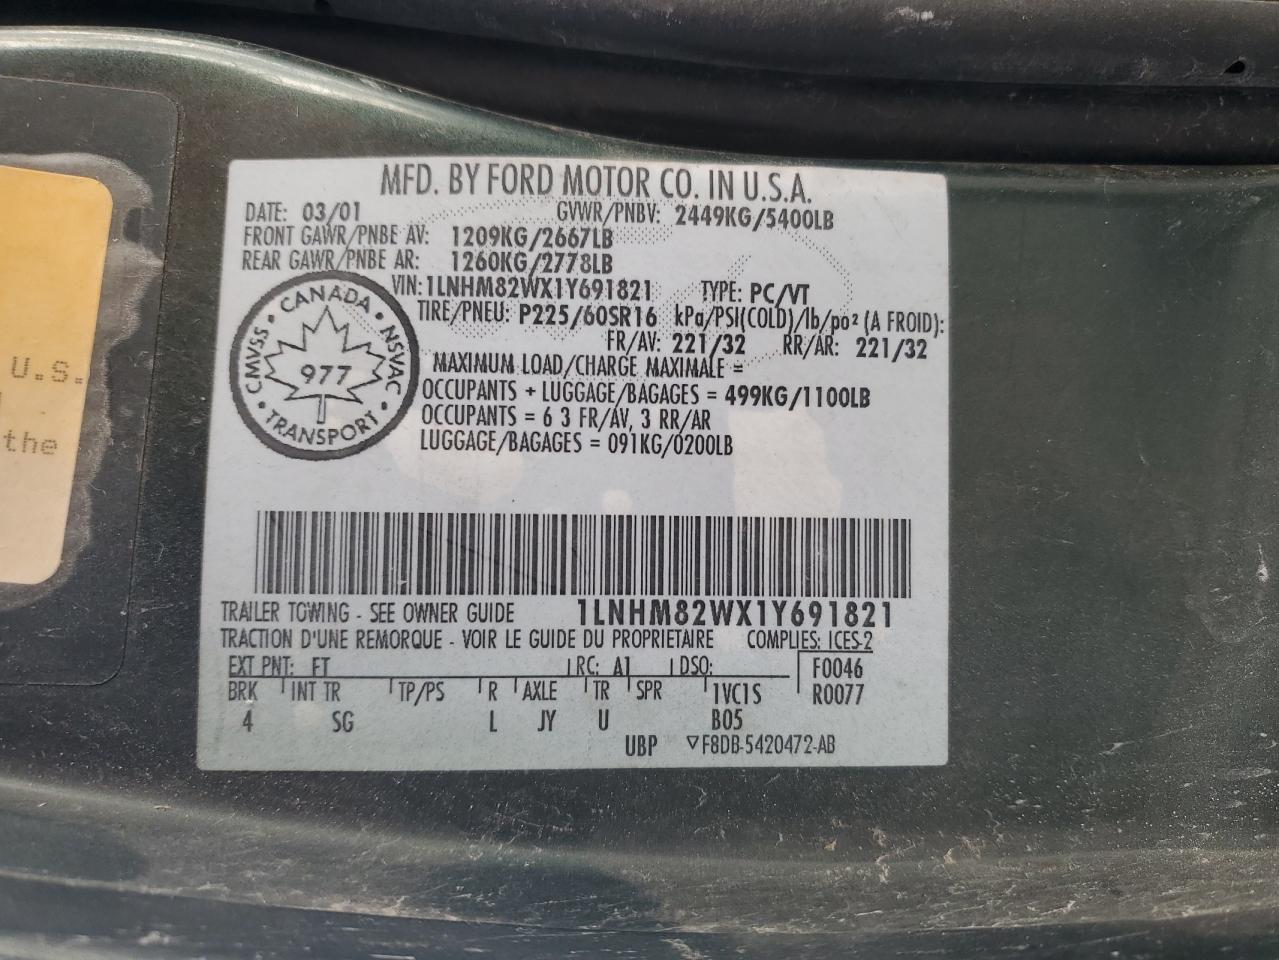 MFD. BY FORD MOTOR CO. IN U.S.A.
DATE: 03/01 GVWR/PNBV: 2449KG/5400LB
FRONT GAWR/PNBE AV: 1209KG/2667LB
REAR GAWR/PNBE AR: 1260KG/2778LB
VIN: 1LNHM82WX1Y691821 TYPE: PC/VT
TIRE/PNEU: P225/60SR16 kPa/PSI(COLD)/lb/po² (A FROID):
FR/AV: 221/32 RR/AR: 221/32
MAXIMUM LOAD/CHARGE MAXIMALE =
OCCUPANTS + LUGGAGE/BAGAGES = 499KG/1100LB
OCCUPANTS = 6 3 FR/AV, 3 RR/AR
LUGGAGE/BAGAGES = 091KG/0200LB
CANADA
CMVSS • NSVAC
977
TRANSPORT
U.S.
the
1LNHM82WX1Y691821
TRAILER TOWING - SEE OWNER GUIDE
TRACTION D'UNE REMORQUE - VOIR LE GUIDE DU PROPRIETAIRE COMPLIES: ICES-2
EXT PNT: FT RC: A1 DSO: F0046
BRK INT TR TP/PS R AXLE TR SPR 1VC1S R0077
4 SG L JY U B05
UBP ▽F8DB-5420472-AB